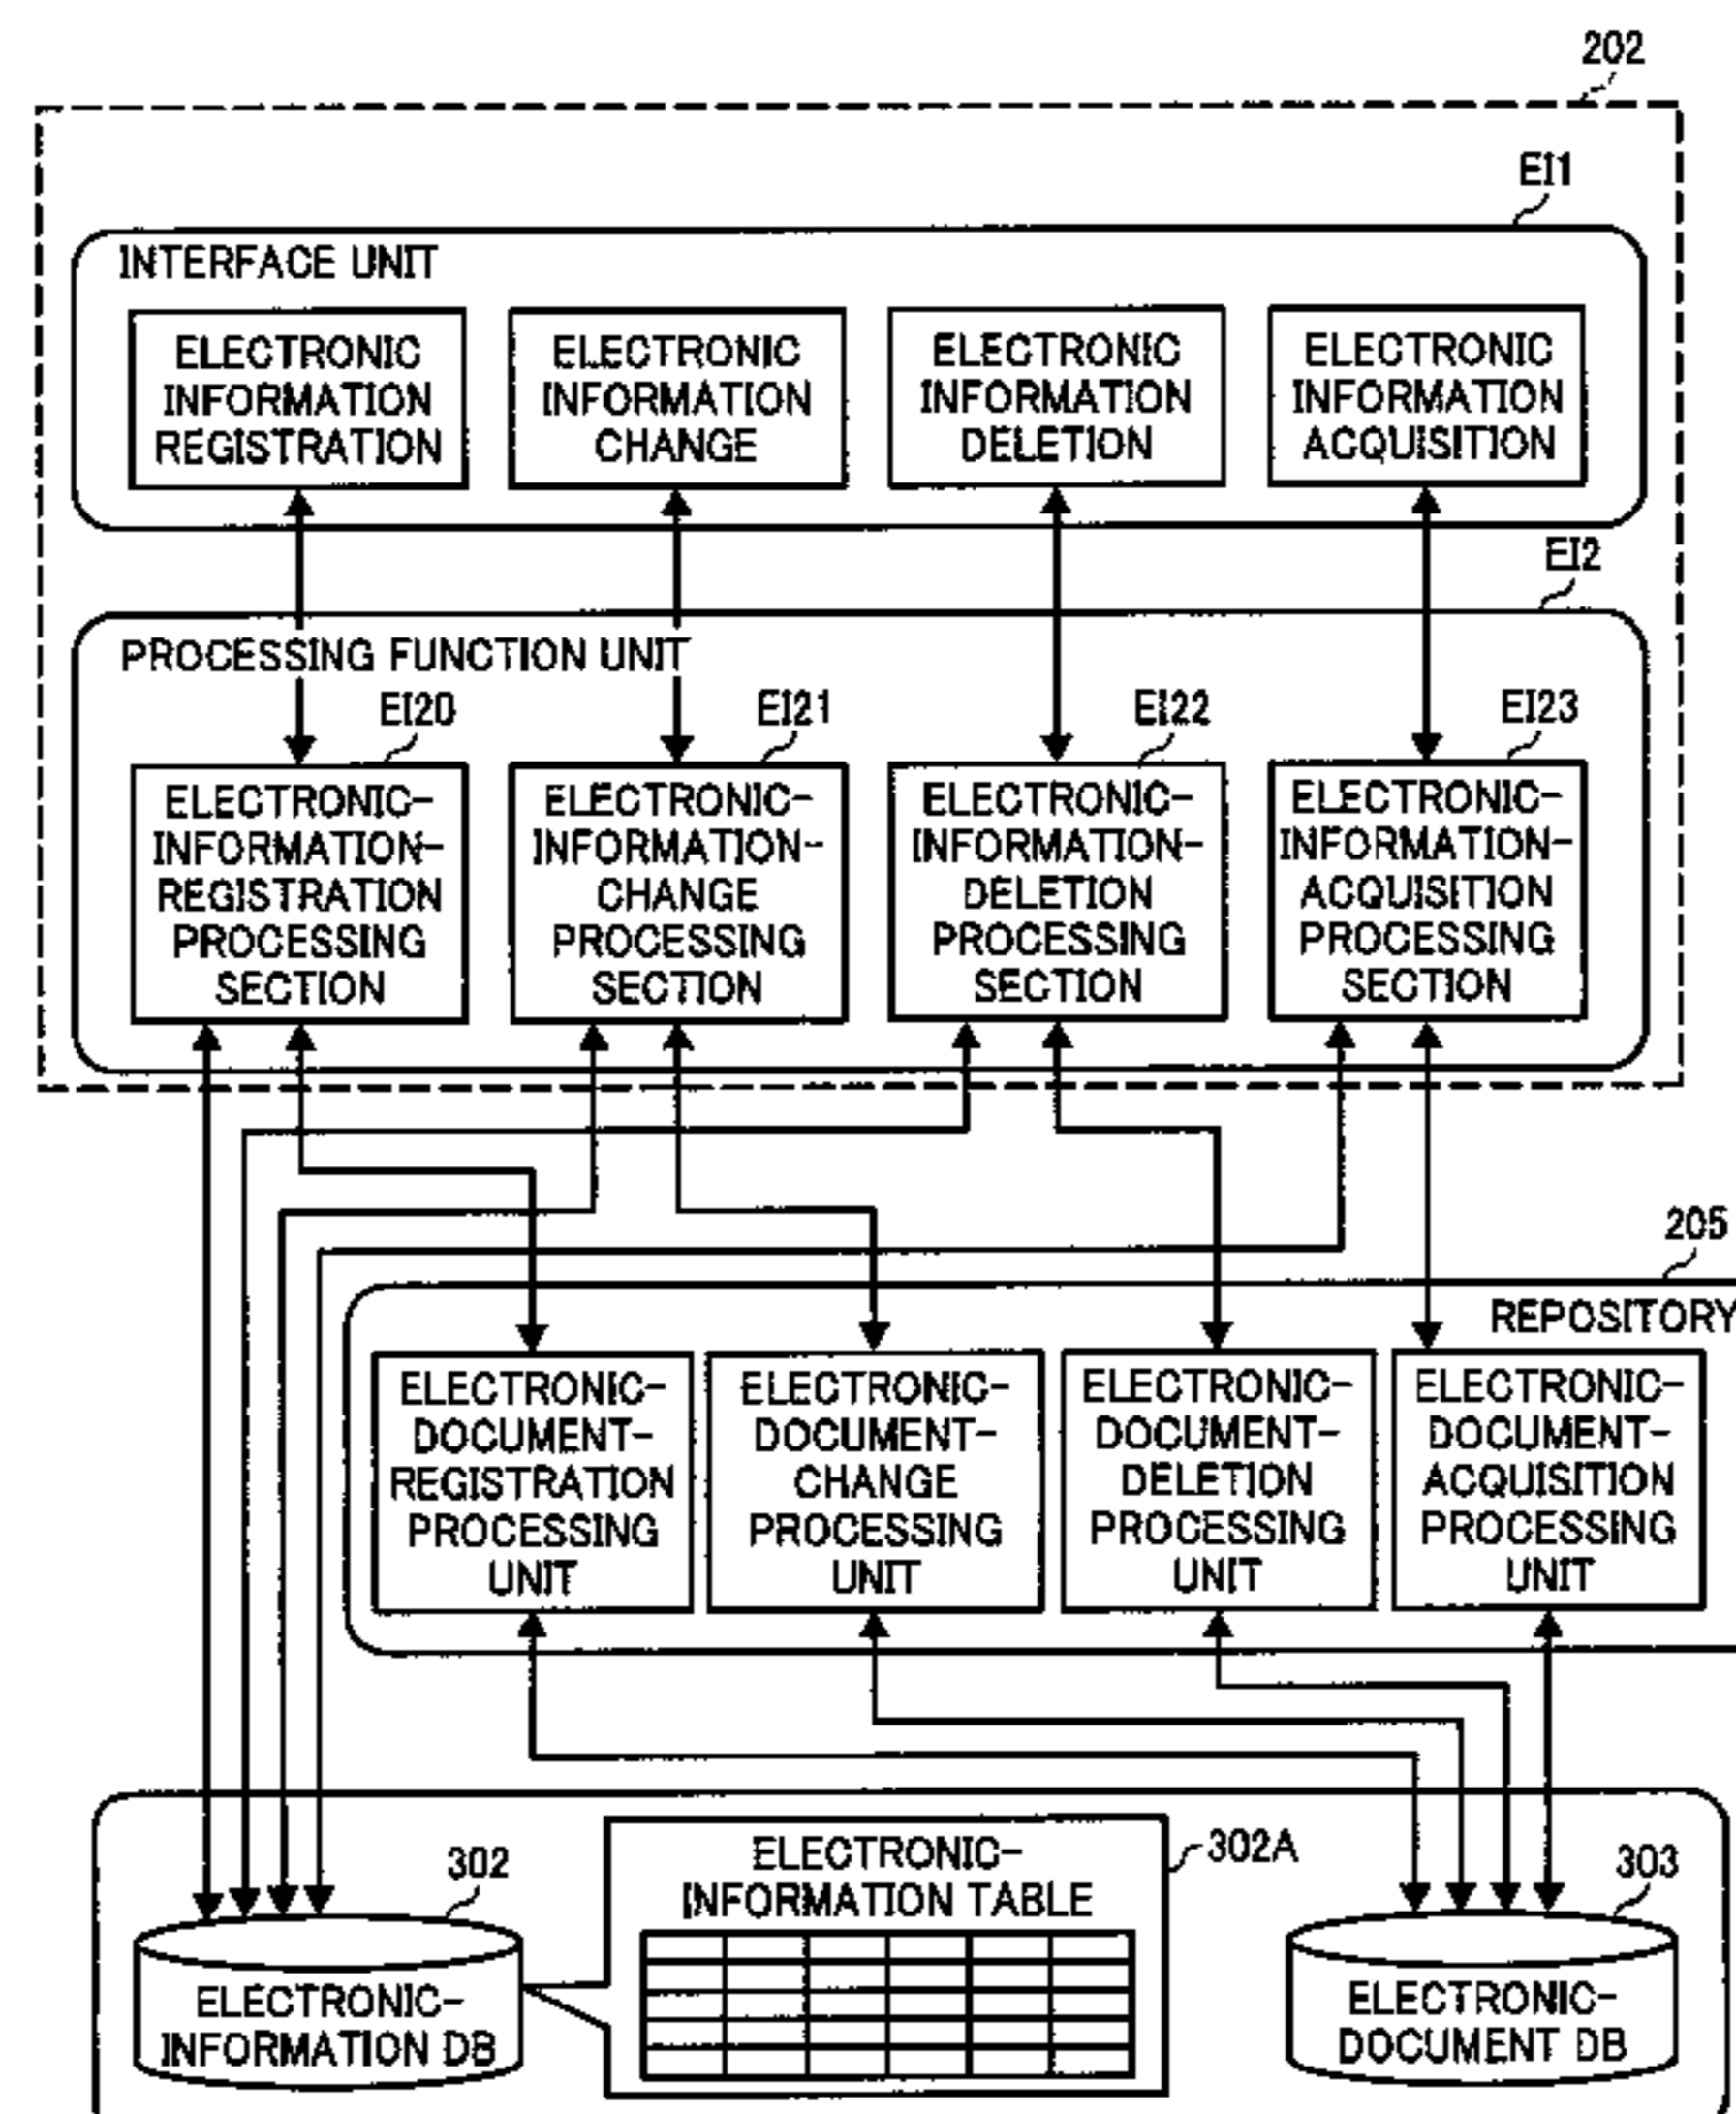 202
EI1
INTERFACE UNIT
ELECTRONIC
INFORMATION
REGISTRATION
ELECTRONIC
INFORMATION
CHANGE
ELECTRONIC
INFORMATION
DELETION
ELECTRONIC
INFORMATION
ACQUISITION
EI2
PROCESSING FUNCTION UNIT
EI20
EI21
EI22
EI23
ELECTRONIC-
INFORMATION-
REGISTRATION
PROCESSING
SECTION
ELECTRONIC-
INFORMATION-
CHANGE
PROCESSING
SECTION
ELECTRONIC-
INFORMATION-
DELETION
PROCESSING
SECTION
ELECTRONIC-
INFORMATION-
ACQUISITION
PROCESSING
SECTION
205
REPOSITORY
ELECTRONIC-
DOCUMENT-
REGISTRATION
PROCESSING
UNIT
ELECTRONIC-
DOCUMENT-
CHANGE
PROCESSING
UNIT
ELECTRONIC-
DOCUMENT-
DELETION
PROCESSING
UNIT
ELECTRONIC-
DOCUMENT-
ACQUISITION
PROCESSING
UNIT
302
ELECTRONIC-
INFORMATION DB
ELECTRONIC-
INFORMATION TABLE
302A
303
ELECTRONIC-
DOCUMENT DB